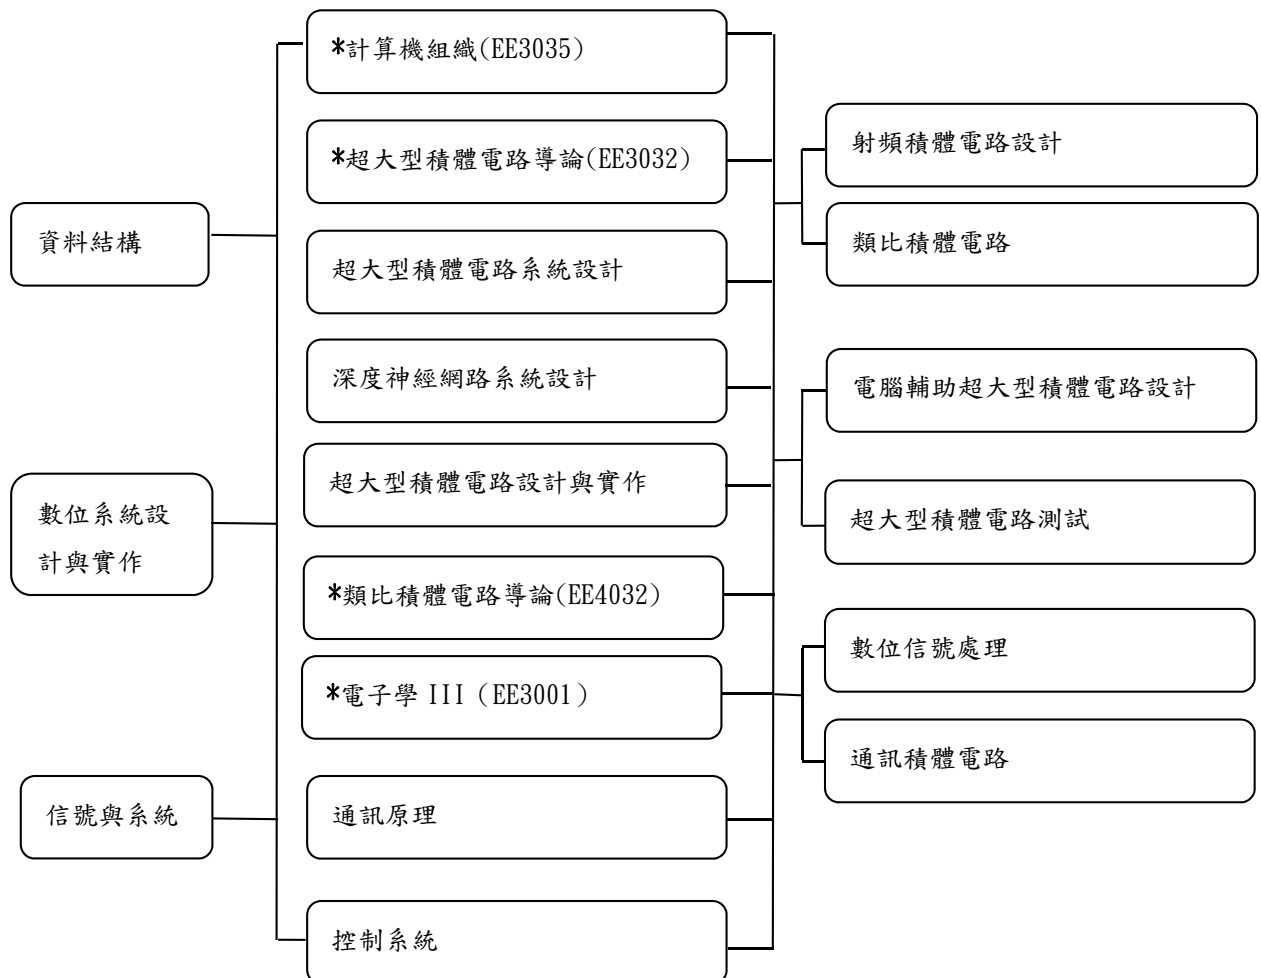 資料結構
數位系統設
計與實作
信號與系統
*計算機組織(EE3035)
*超大型積體電路導論(EE3032)
超大型積體電路系統設計
深度神經網路系統設計
超大型積體電路設計與實作
*類比積體電路導論(EE4032)
*電子學 III（EE3001）
通訊原理
控制系統
射頻積體電路設計
類比積體電路
電腦輔助超大型積體電路設計
超大型積體電路測試
數位信號處理
通訊積體電路